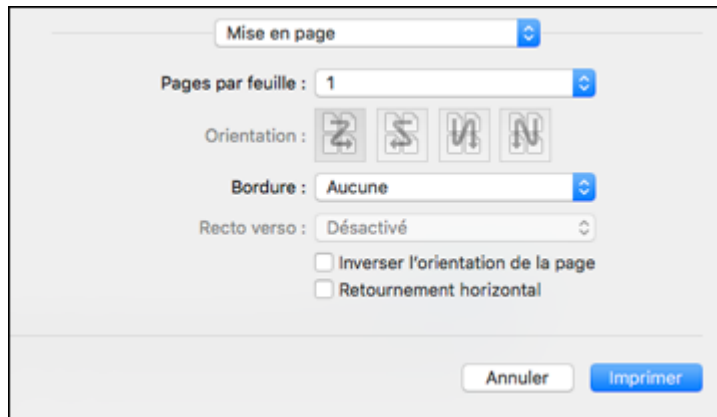 Mise en page
Pages par feuille : 1
Orientation :
Bordure : Aucune
Recto verso : Désactivé
Inverser l'orientation de la page
Retournement horizontal
Annuler Imprimer